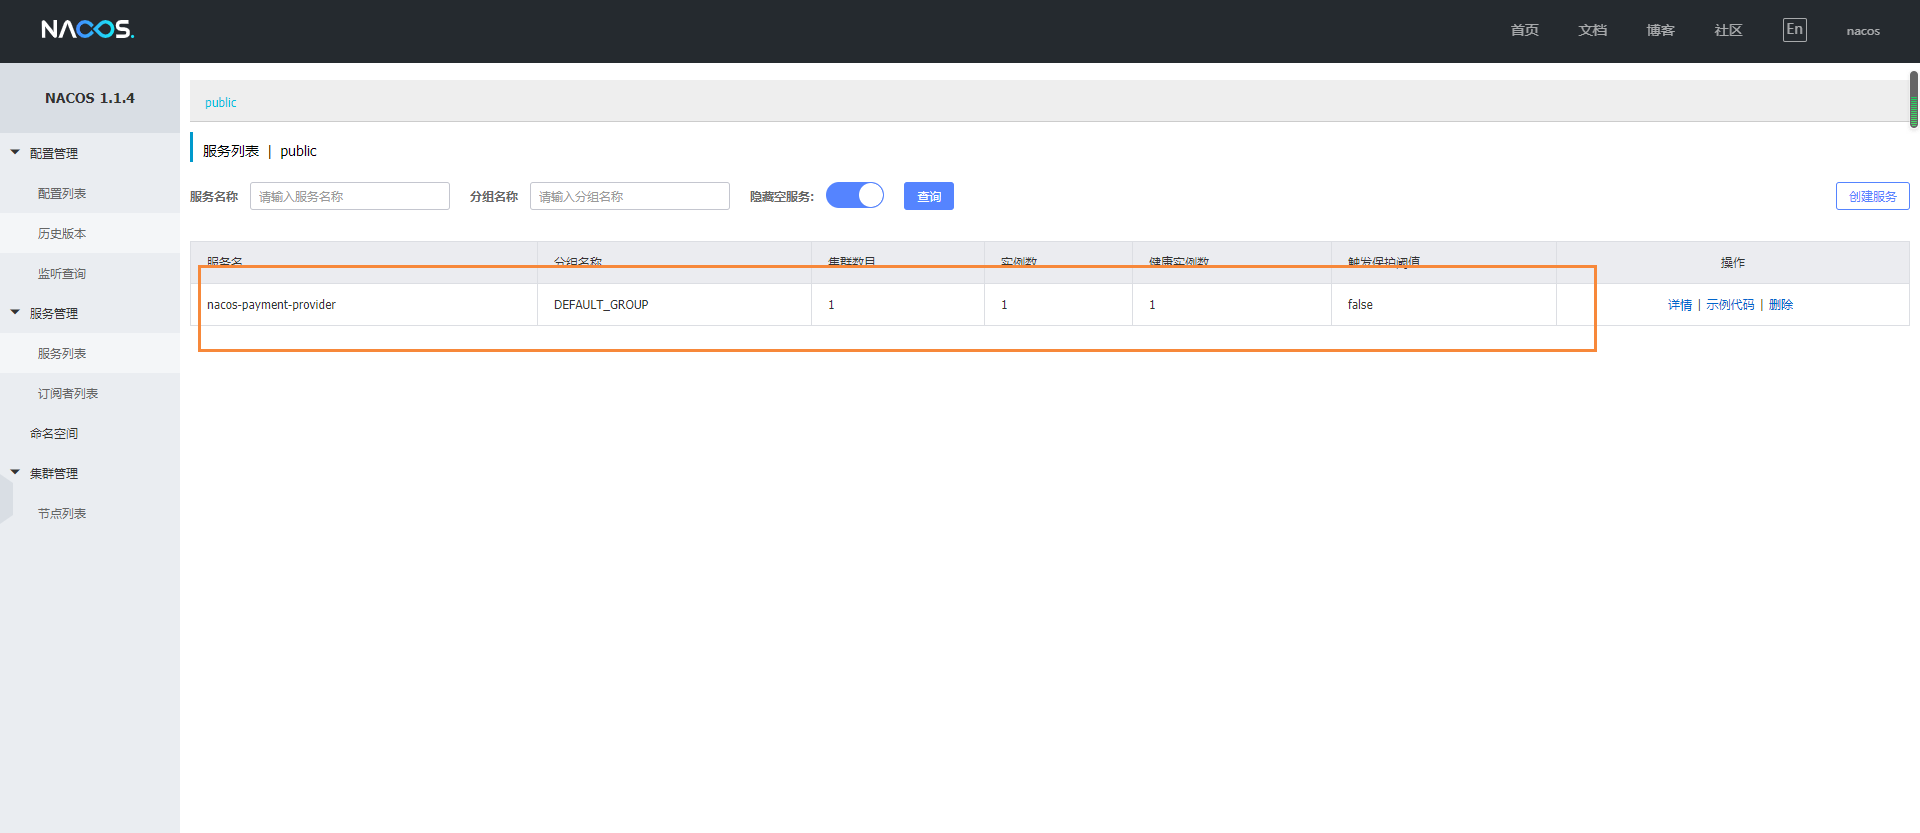 NACOS.
首页 文档 博客 社区 En nacos
NACOS 1.1.4
配置管理
配置列表
历史版本
监听查询
服务管理
服务列表
订阅者列表
命名空间
集群管理
节点列表
public
服务列表 | public
服务名称 请输入服务名称 分组名称 请输入分组名称 隐藏空服务: 查询 创建服务
服务名 分组名称 集群数目 实例数 健康实例数 触发保护阈值 操作
nacos-payment-provider DEFAULT_GROUP 1 1 1 false 详情 | 示例代码 | 删除